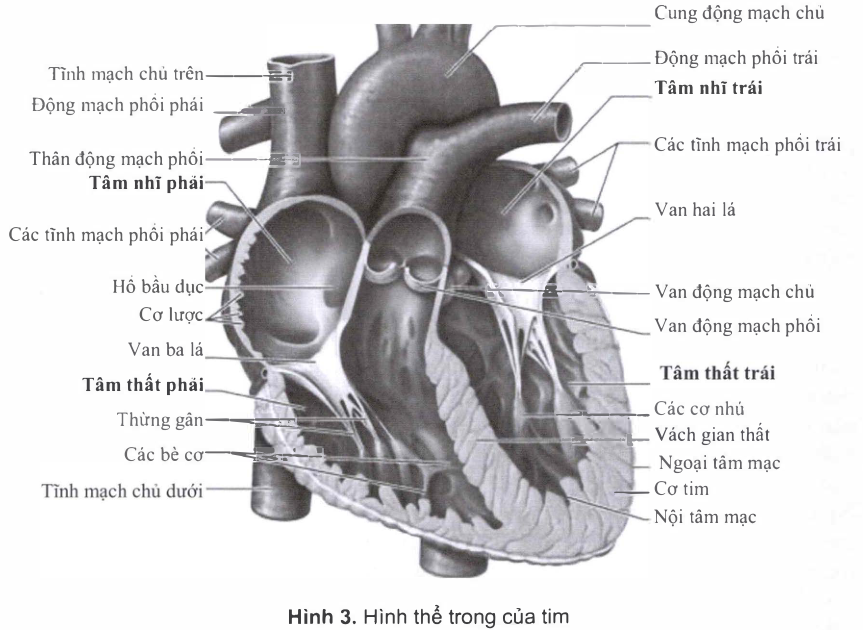 Tĩnh mạch chủ trên
Động mạch phổi phải
Thân động mạch phổi
Tâm nhĩ phải
Các tĩnh mạch phổi phải
Hố bầu dục
Cơ lược
Van ba lá
Tâm thất phải
Thừng gân
Các bè cơ
Tĩnh mạch chủ dưới
Cung động mạch chủ
Động mạch phổi trái
Tâm nhĩ trái
Các tĩnh mạch phổi trái
Van hai lá
Van động mạch chủ
Van động mạch phổi
Tâm thất trái
Các cơ nhú
Vách gian thất
Ngoại tâm mạc
Cơ tim
Nội tâm mạc
Hình 3. Hình thể trong của tim